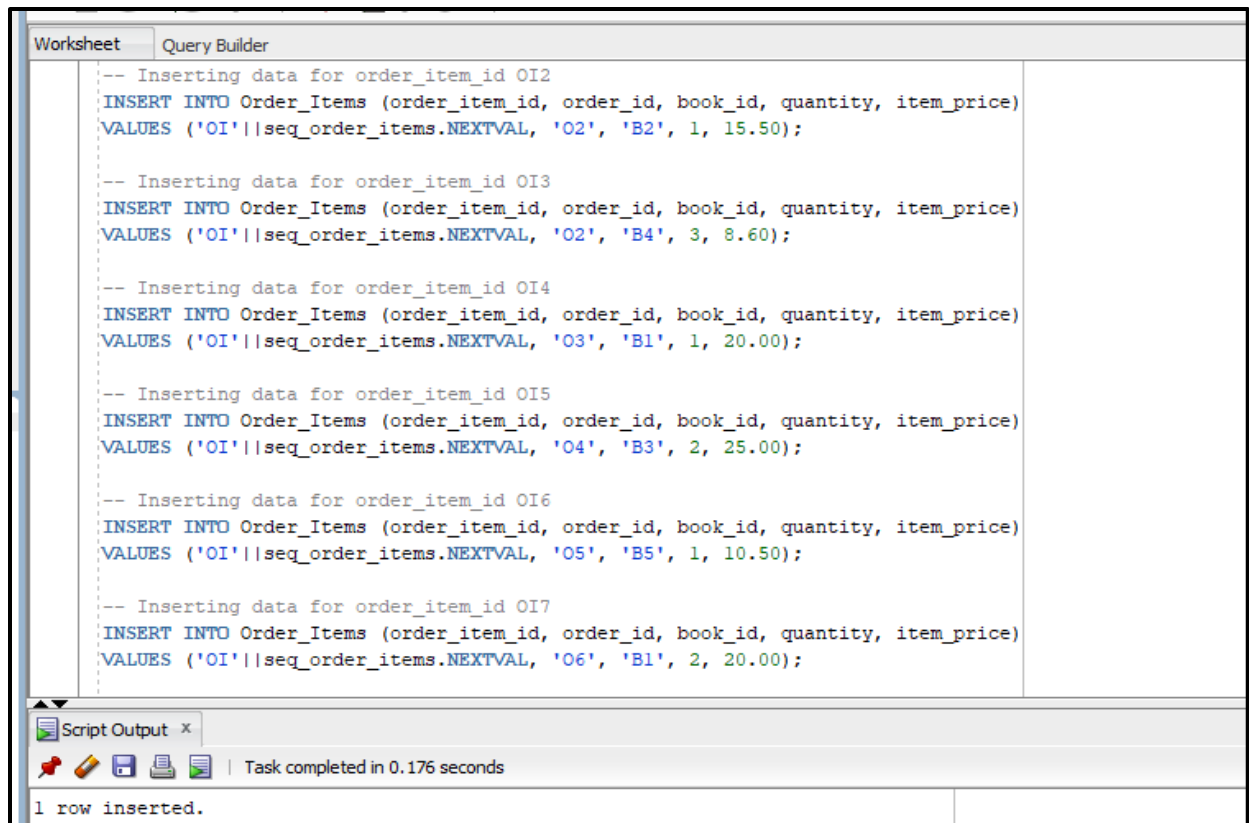 Worksheet Query Builder
-- Inserting data for order_item_id OI2
INSERT INTO Order_Items (order_item_id, order_id, book_id, quantity, item_price)
VALUES ('OI'||seq_order_items.NEXTVAL, 'O2', 'B2', 1, 15.50);
-- Inserting data for order_item_id OI3
INSERT INTO Order_Items (order_item_id, order_id, book_id, quantity, item_price)
VALUES ('OI'||seq_order_items.NEXTVAL, 'O2', 'B4', 3, 8.60);
-- Inserting data for order_item_id OI4
INSERT INTO Order_Items (order_item_id, order_id, book_id, quantity, item_price)
VALUES ('OI'||seq_order_items.NEXTVAL, 'O3', 'B1', 1, 20.00);
-- Inserting data for order_item_id OI5
INSERT INTO Order_Items (order_item_id, order_id, book_id, quantity, item_price)
VALUES ('OI'||seq_order_items.NEXTVAL, 'O4', 'B3', 2, 25.00);
-- Inserting data for order_item_id OI6
INSERT INTO Order_Items (order_item_id, order_id, book_id, quantity, item_price)
VALUES ('OI'||seq_order_items.NEXTVAL, 'O5', 'B5', 1, 10.50);
-- Inserting data for order_item_id OI7
INSERT INTO Order_Items (order_item_id, order_id, book_id, quantity, item_price)
VALUES ('OI'||seq_order_items.NEXTVAL, 'O6', 'B1', 2, 20.00);
Script Output x
Task completed in 0.176 seconds
1 row inserted.